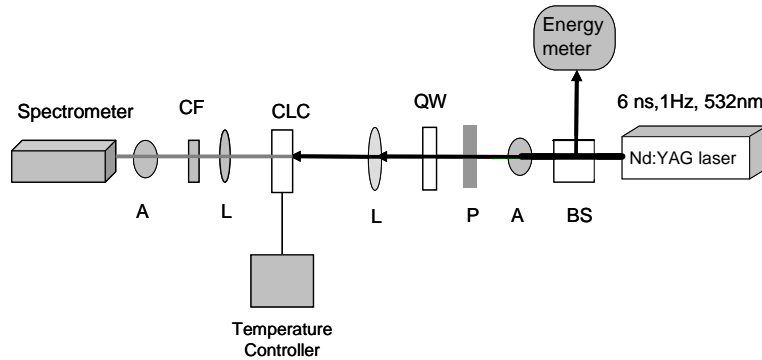 Energy
meter
6 ns,1Hz, 532nm
Spectrometer
CF
CLC
QW
Nd:YAG laser
A
L
L
P
A
BS
Temperature
Controller